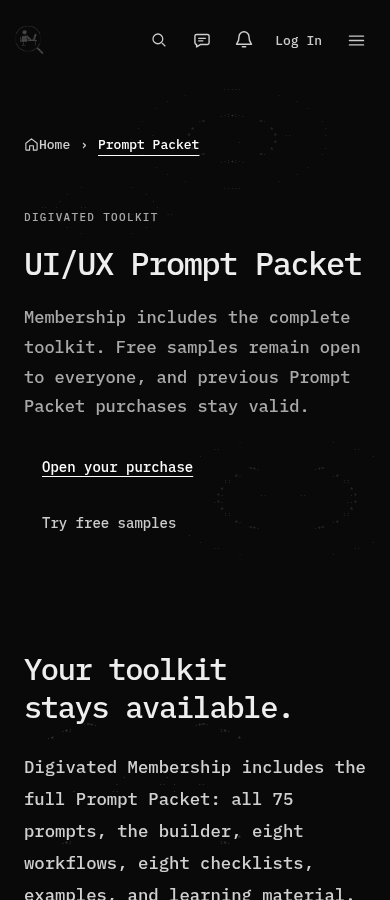 Log In
Home › Prompt Packet
DIGIVATED TOOLKIT
UI/UX Prompt Packet
Membership includes the complete
toolkit. Free samples remain open
to everyone, and previous Prompt
Packet purchases stay valid.
Open your purchase
Try free samples
Your toolkit
stays available.
Digivated Membership includes the
full Prompt Packet: all 75
prompts, the builder, eight
workflows, eight checklists,
examples, and learning material.